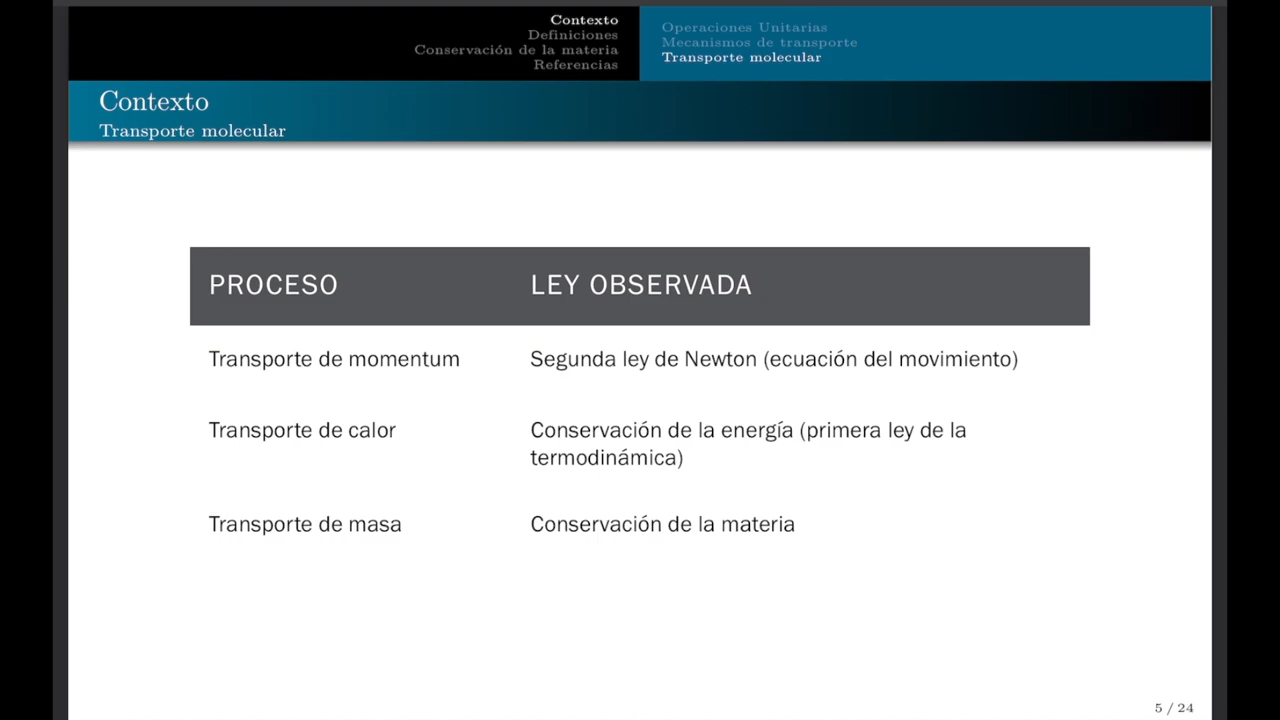 Contexto
Definiciones
Conservación de la materia
Referencias
Operaciones Unitarias
Mecanismos de transporte
Transporte molecular
Contexto
Transporte molecular
PROCESO LEY OBSERVADA
Transporte de momentum Segunda ley de Newton (ecuación del movimiento)
Transporte de calor Conservación de la energía (primera ley de la
termodinámica)
Transporte de masa Conservación de la materia
5 / 24